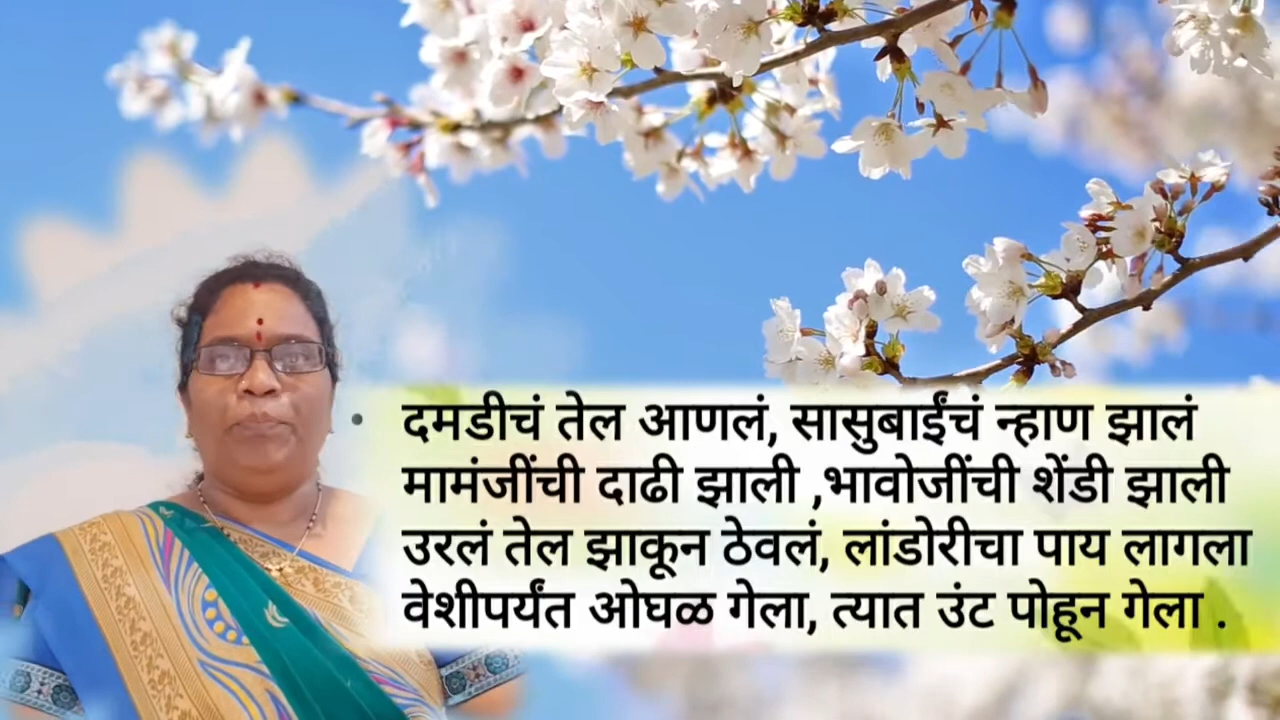 • दमडीचं तेल आणलं, सासुबाईंचं न्हाण झालं
मामंजींची दाढी झाली ,भावोजींची शेंडी झाली
उरलं तेल झाकून ठेवलं, लांडोरीचा पाय लागला
वेशीपर्यंत ओघळ गेला, त्यात उंट पोहून गेला .